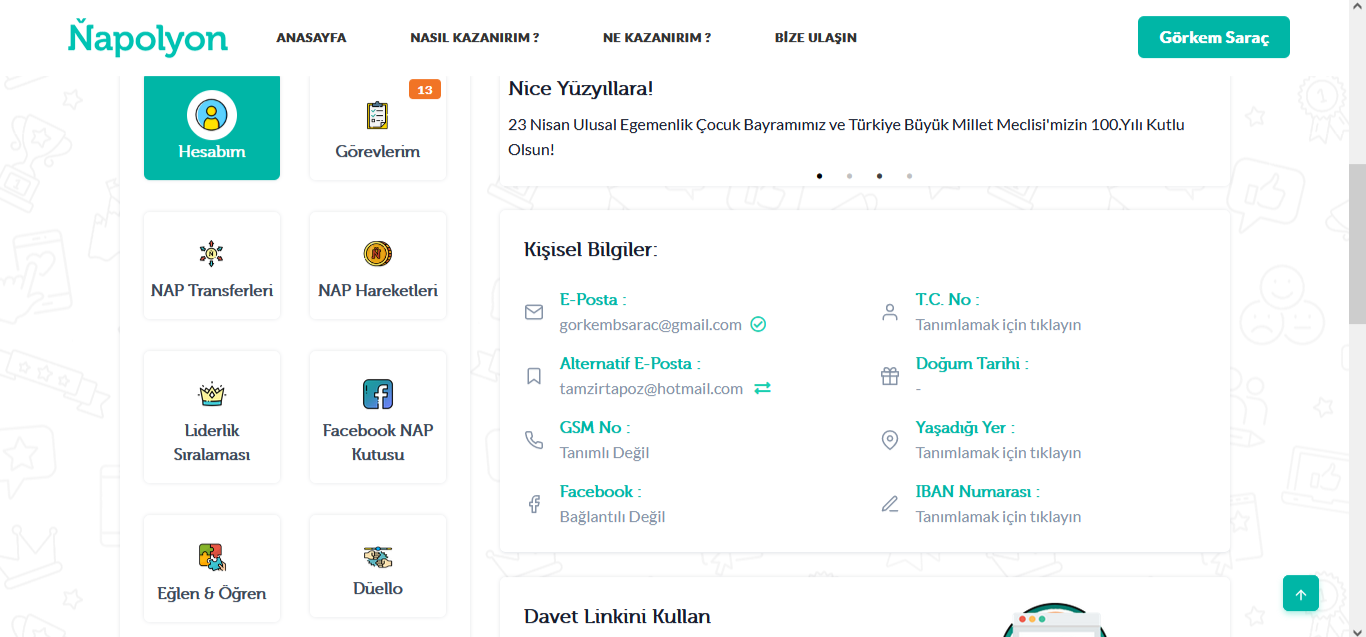 Ňapolyon
ANASAYFA
NASIL KAZANIRIM ?
NE KAZANIRIM ?
BİZE ULAŞIN
Görkem Saraç
Hesabım
13
Görevlerim
NAP Transferleri
NAP Hareketleri
Liderlik
Sıralaması
Facebook NAP
Kutusu
Eğlen & Öğren
Düello
Nice Yüzyıllara!
23 Nisan Ulusal Egemenlik Çocuk Bayramımız ve Türkiye Büyük Millet Meclisi'mizin 100.Yılı Kutlu
Olsun!
Kişisel Bilgiler:
E-Posta :
gorkembsarac@gmail.com
T.C. No :
Tanımlamak için tıklayın
Alternatif E-Posta :
tamzirtapoz@hotmail.com
Doğum Tarihi :
-
GSM No :
Tanımlı Değil
Yaşadığı Yer :
Tanımlamak için tıklayın
Facebook :
Bağlantılı Değil
IBAN Numarası :
Tanımlamak için tıklayın
Davet Linkini Kullan